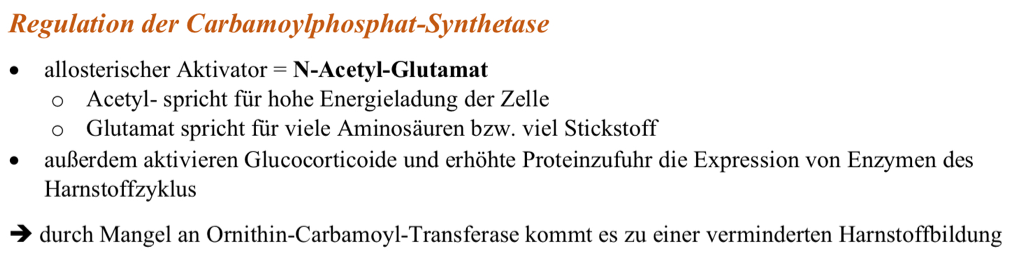 Regulation der Carbamoylphosphat-Synthetase
• allosterischer Aktivator = N-Acetyl-Glutamat
o Acetyl- spricht für hohe Energieladung der Zelle
o Glutamat spricht für viele Aminosäuren bzw. viel Stickstoff
• außerdem aktivieren Glucocorticoide und erhöhte Proteinzufuhr die Expression von Enzymen des
Harnstoffzyklus
➔ durch Mangel an Ornithin-Carbamoyl-Transferase kommt es zu einer verminderten Harnstoffbildung